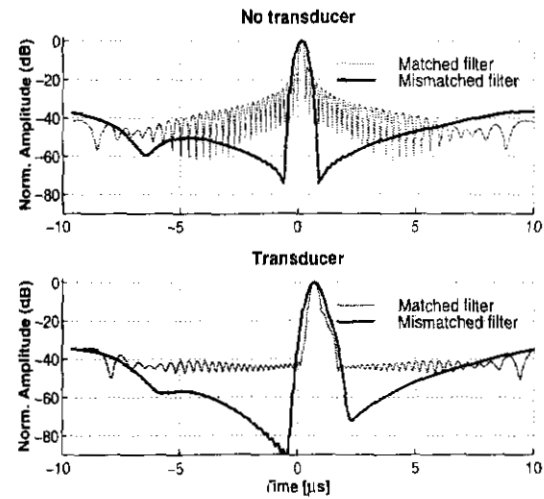 No transducer
Norm. Amplitude (dB)
0
−20
−40
−60
−80
Matched filter
Mismatched filter
−10
−5
0
5
10
Transducer
Norm. Amplitude (dB)
0
−20
−40
−60
−80
Matched filter
Mismatched filter
−10
−5
0
5
10
Time [µs]